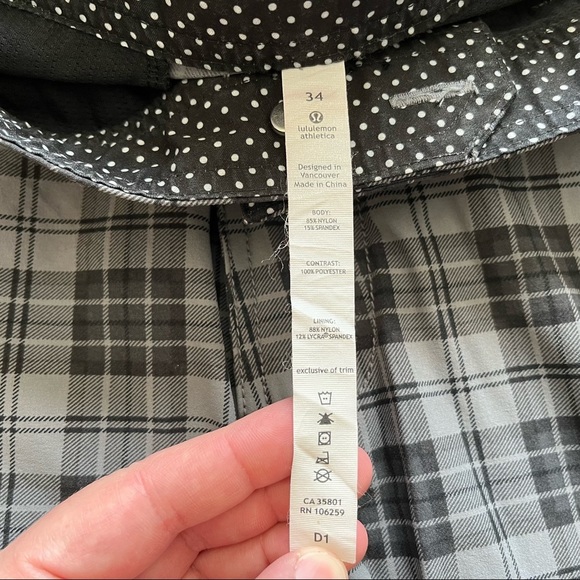 34
lululemon
athletica
Designed in
Vancouver
Made in China
BODY:
85% NYLON
15% SPANDEX
CONTRAST:
100% POLYESTER
LINING:
88% NYLON
12% LYCRA® SPANDEX
exclusive of trim
CA 35801
RN 106259
D1